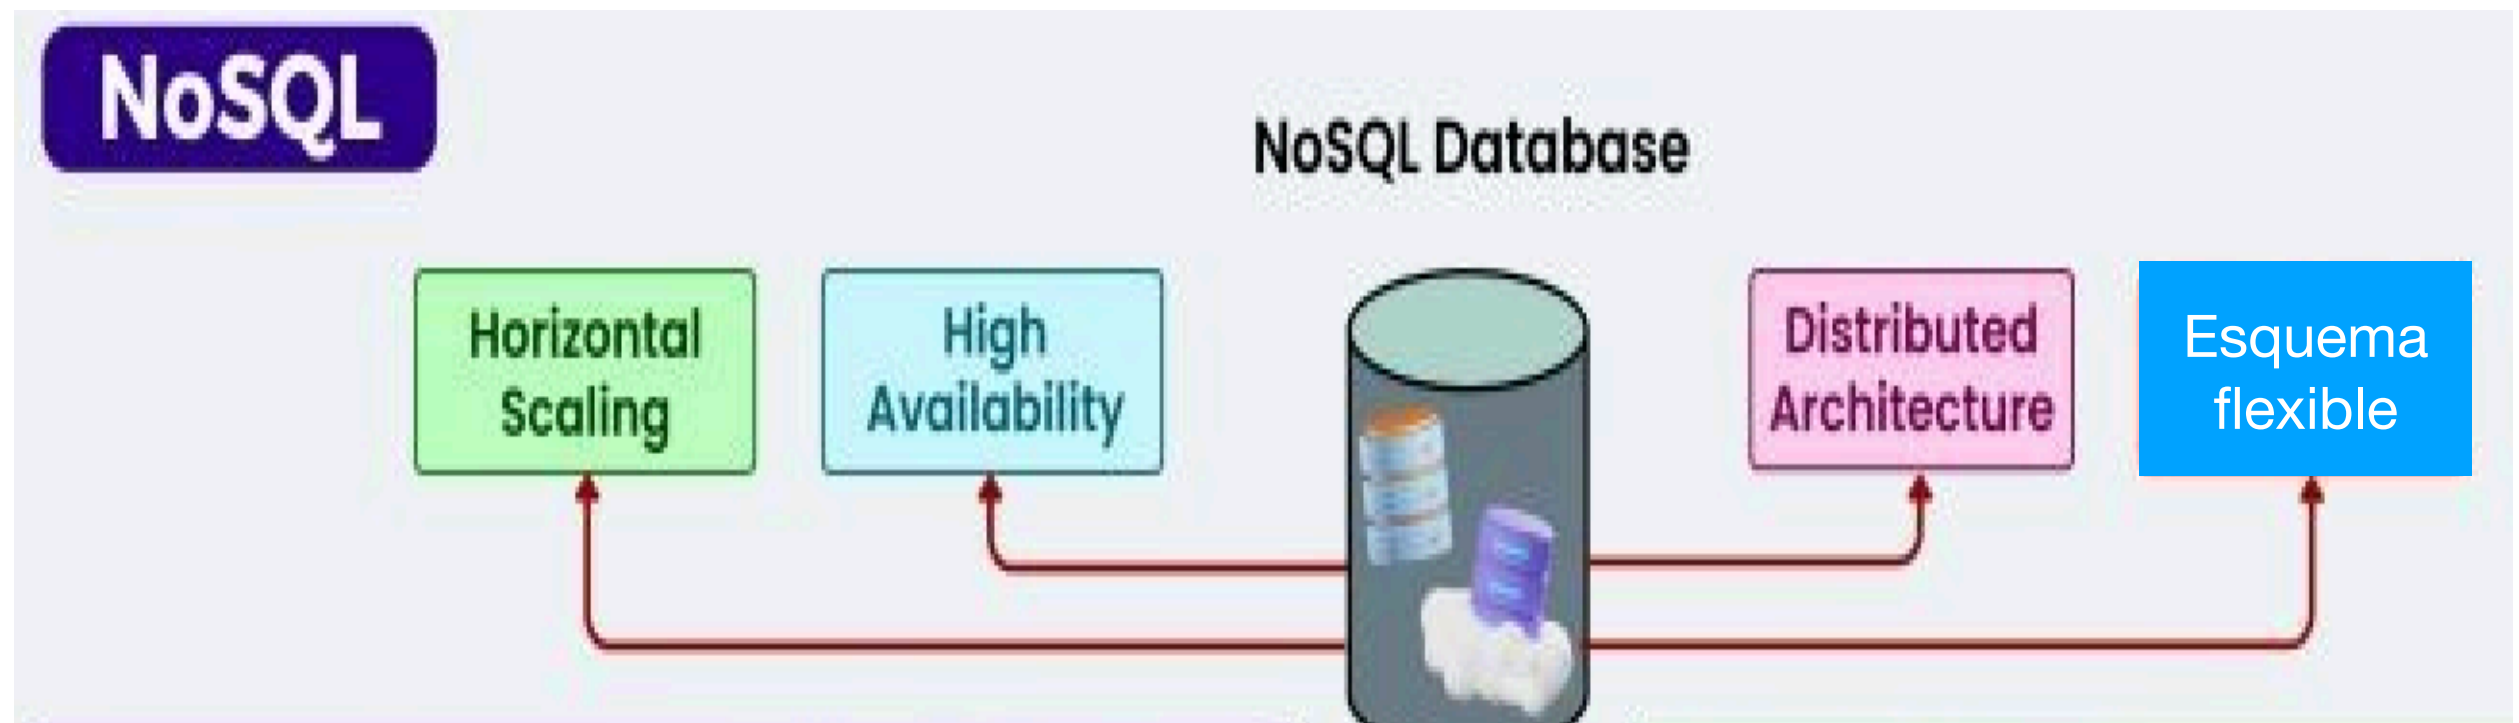 NoSQL
NoSQL Database
Horizontal
Scaling
High
Availability
Distributed
Architecture
Esquema
flexible